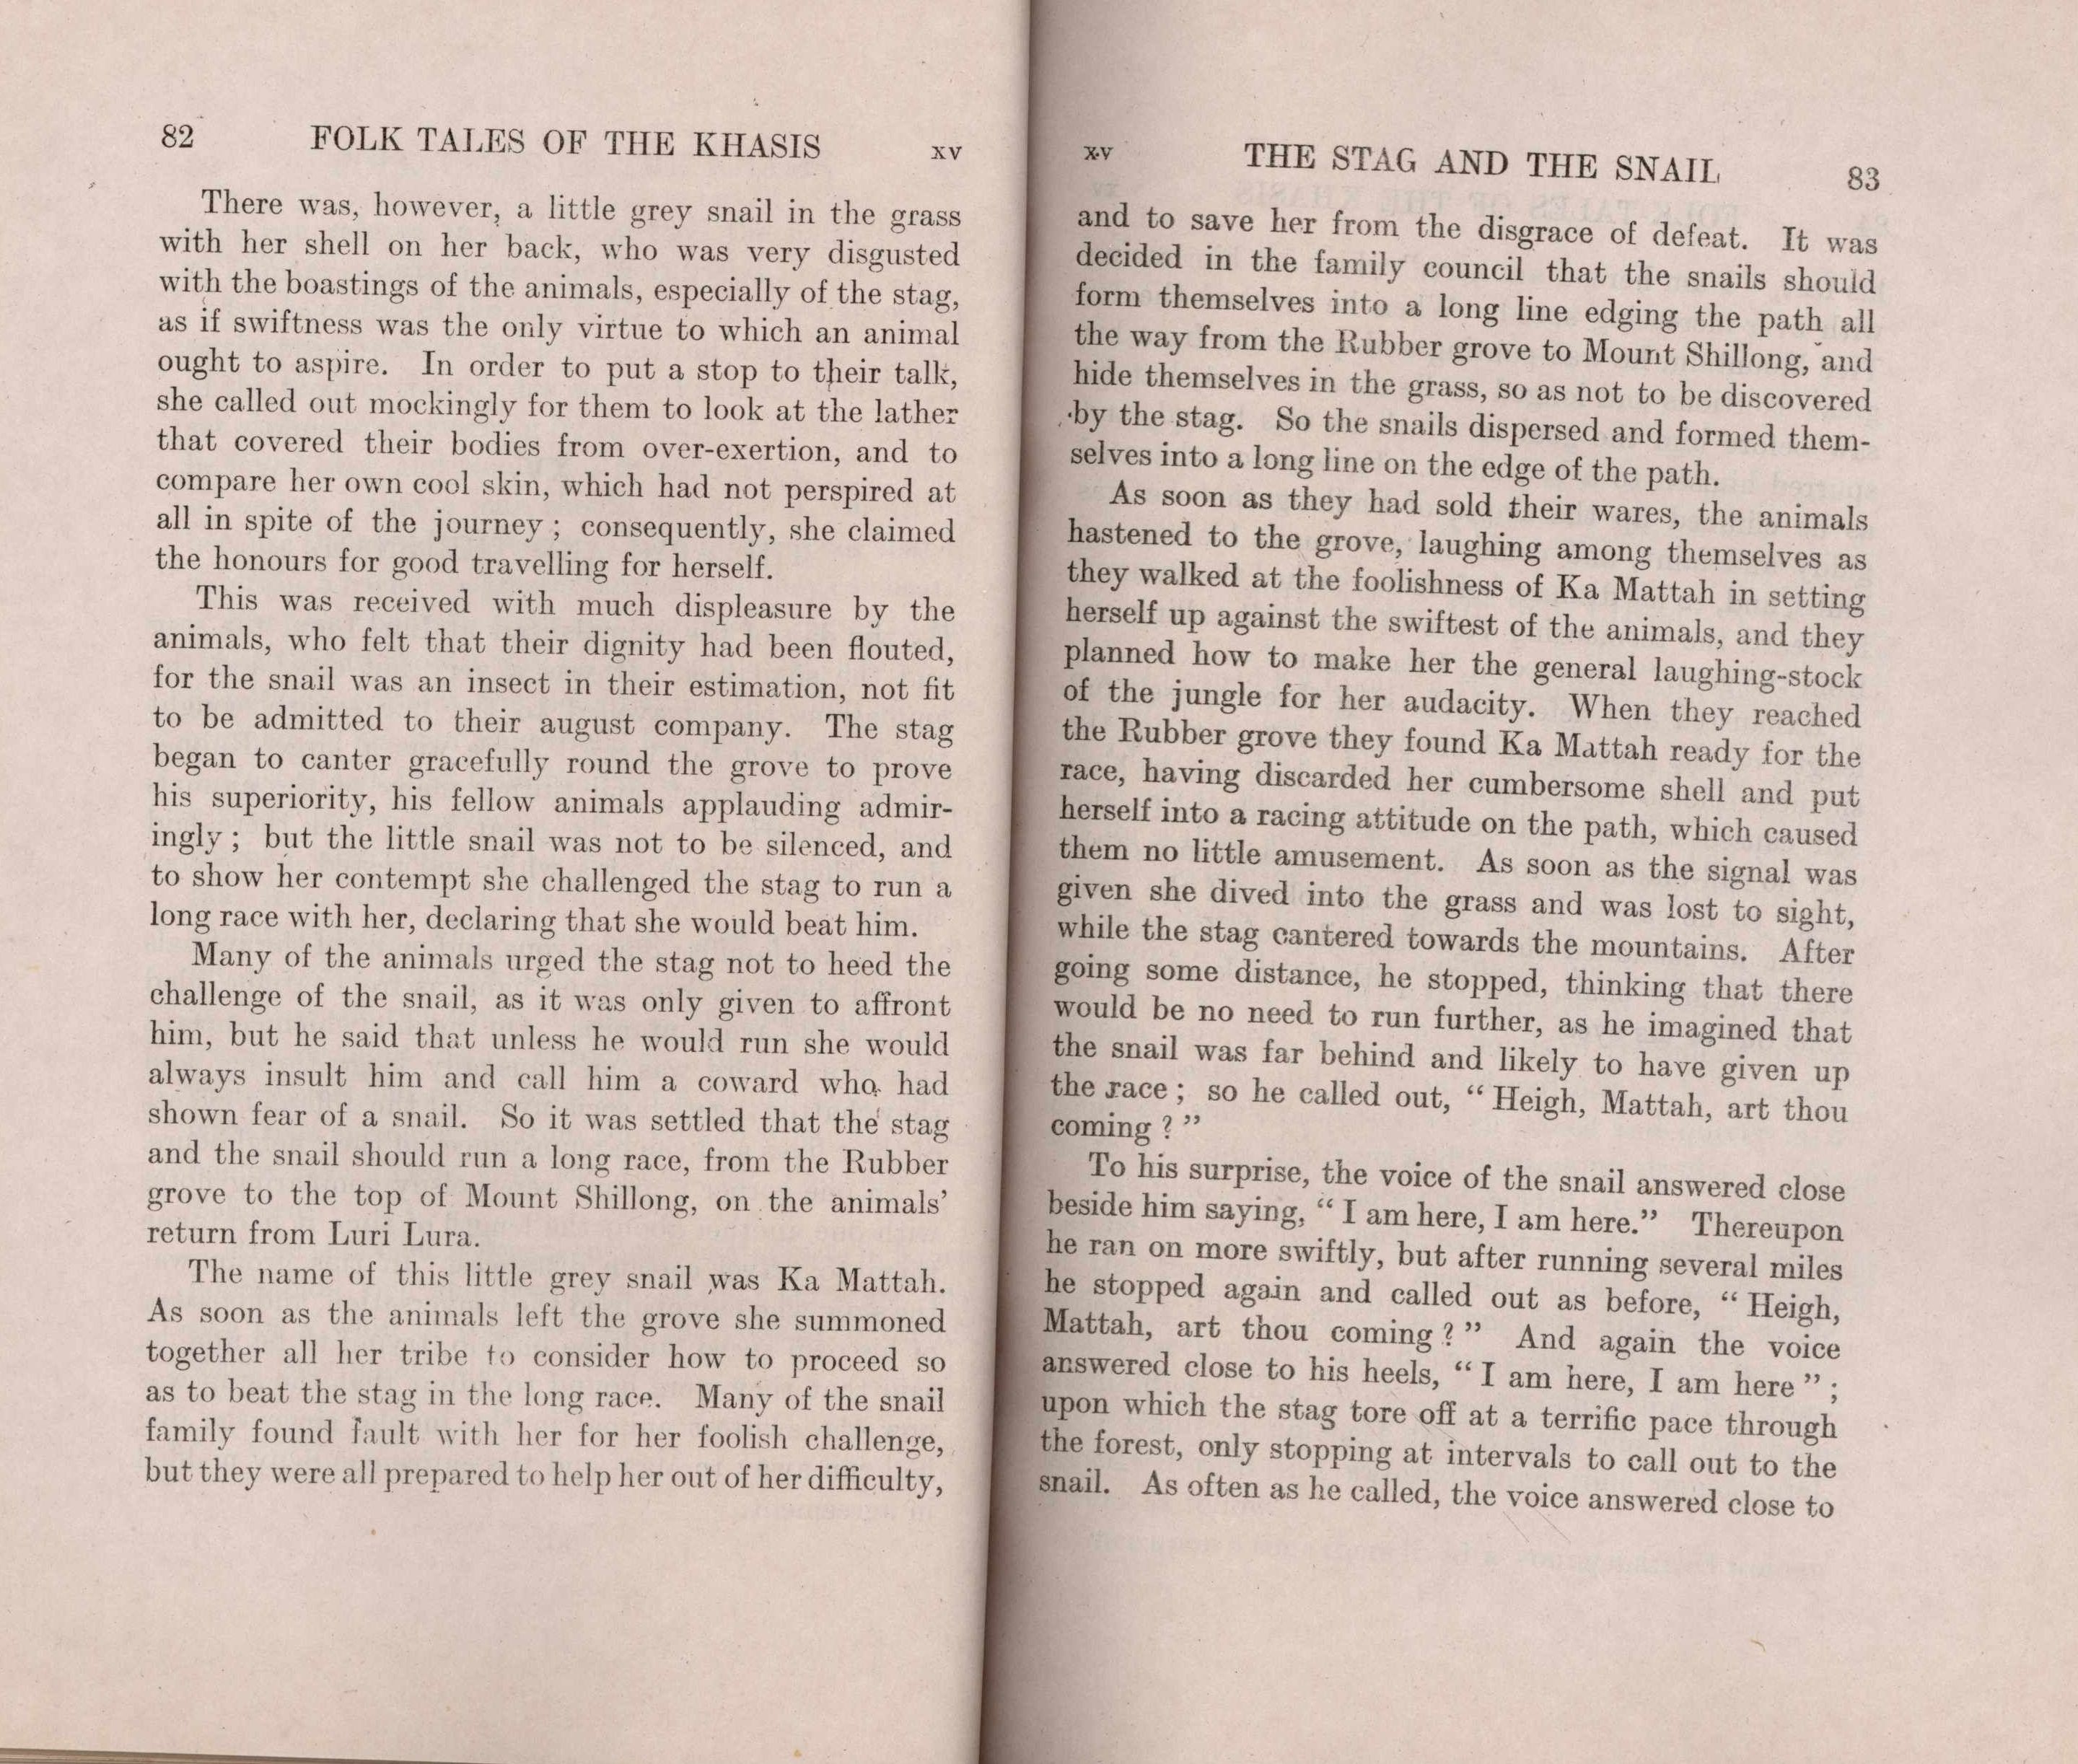 82 FOLK TALES OF THE KHASIS XV
There was, however, a little grey snail in the grass
with her shell on her back, who was very disgusted
with the boastings of the animals, especially of the stag,
as if swiftness was the only virtue to which an animal
ought to aspire. In order to put a stop to their talk,
she called out mockingly for them to look at the lather
that covered their bodies from over-exertion, and to
compare her own cool skin, which had not perspired at
all in spite of the journey ; consequently, she claimed
the honours for good travelling for herself.
This was received with much displeasure by the
animals, who felt that their dignity had been flouted,
for the snail was an insect in their estimation, not fit
to be admitted to their august company. The stag
began to canter gracefully round the grove to prove
his superiority, his fellow animals applauding admir-
ingly ; but the little snail was not to be silenced, and
to show her contempt she challenged the stag to run a
long race with her, declaring that she would beat him.
Many of the animals urged the stag not to heed the
challenge of the snail, as it was only given to affront
him, but he said that unless he would run she would
always insult him and call him a coward who had
shown fear of a snail. So it was settled that the stag
and the snail should run a long race, from the Rubber
grove to the top of Mount Shillong, on the animals’
return from Luri Lura.
The name of this little grey snail was Ka Mattah.
As soon as the animals left the grove she summoned
together all her tribe to consider how to proceed so
as to beat the stag in the long race. Many of the snail
family found fault with her for her foolish challenge,
but they were all prepared to help her out of her difficulty,
XV THE STAG AND THE SNAIL 83
and to save her from the disgrace of defeat. It was
decided in the family council that the snails should
form themselves into a long line edging the path all
the way from the Rubber grove to Mount Shillong, and
hide themselves in the grass, so as not to be discovered
by the stag. So the snails dispersed and formed them-
selves into a long line on the edge of the path.
As soon as they had sold their wares, the animals
hastened to the grove, laughing among themselves as
they walked at the foolishness of Ka Mattah in setting
herself up against the swiftest of the animals, and they
planned how to make her the general laughing-stock
of the jungle for her audacity. When they reached
the Rubber grove they found Ka Mattah ready for the
race, having discarded her cumbersome shell and put
herself into a racing attitude on the path, which caused
them no little amusement. As soon as the signal was
given she dived into the grass and was lost to sight,
while the stag cantered towards the mountains. After
going some distance, he stopped, thinking that there
would be no need to run further, as he imagined that
the snail was far behind and likely to have given up
the race ; so he called out, “ Heigh, Mattah, art thou
coming ? ”
To his surprise, the voice of the snail answered close
beside him saying, “ I am here, I am here.” Thereupon
he ran on more swiftly, but after running several miles
he stopped again and called out as before, “ Heigh,
Mattah, art thou coming ? ” And again the voice
answered close to his heels, “ I am here, I am here ” ;
upon which the stag tore off at a terrific pace through
the forest, only stopping at intervals to call out to the
snail. As often as he called, the voice answered close to